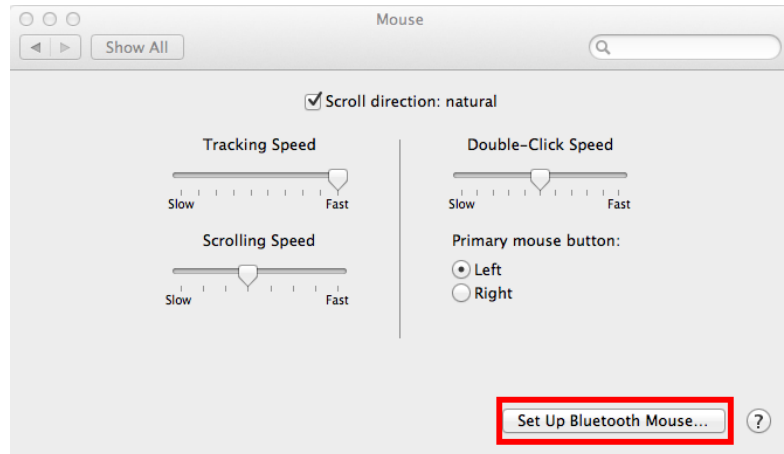 Mouse
Show All
Scroll direction: natural
Tracking Speed
Slow Fast
Scrolling Speed
Slow Fast
Double-Click Speed
Slow Fast
Primary mouse button:
Left
Right
Set Up Bluetooth Mouse... ?